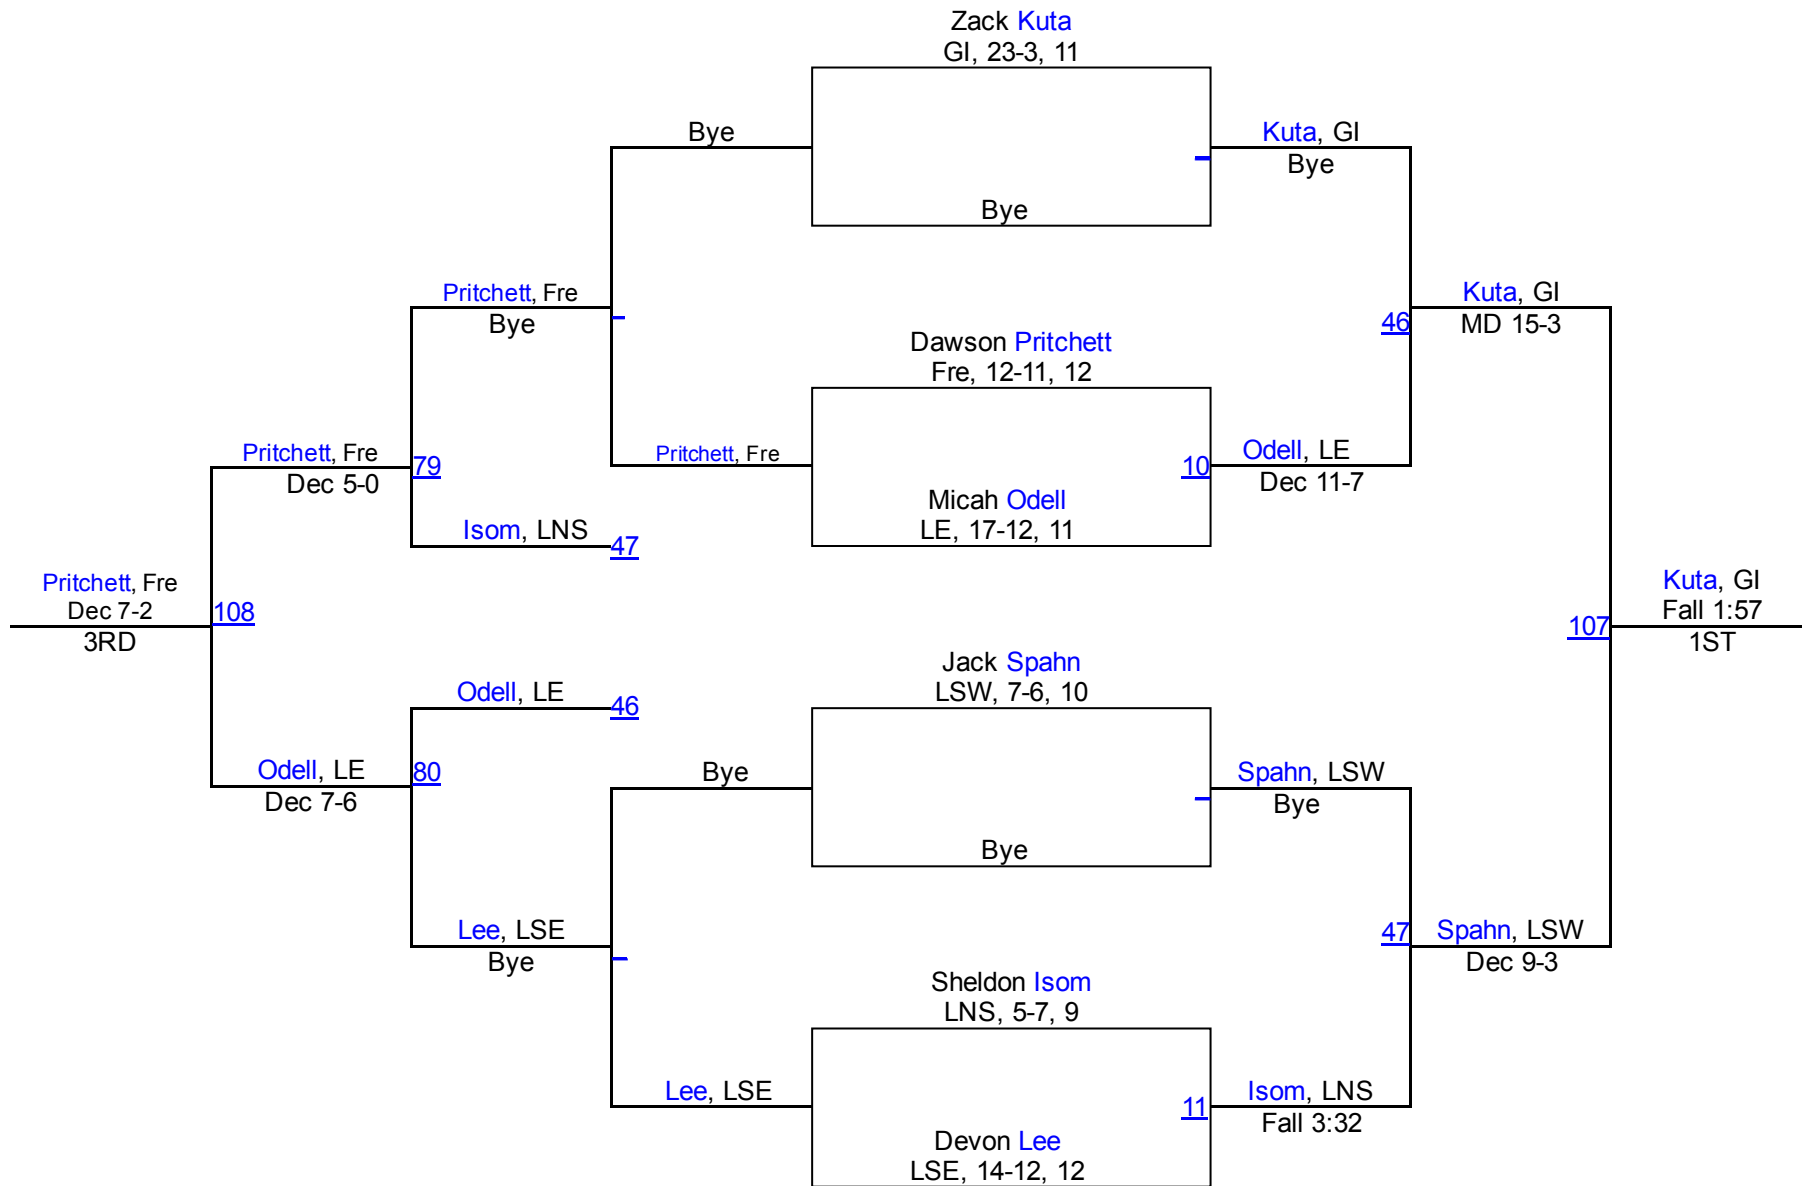 Zack Kuta
GI, 23-3, 11
Bye
Kuta, GI
Bye
Bye
Pritchett, Fre
Bye
Kuta, GI
46
MD 15-3
Dawson Pritchett
Fre, 12-11, 12
Pritchett, Fre
Dec 5-0
79
Pritchett, Fre
10
Odell, LE
Dec 11-7
Micah Odell
LE, 17-12, 11
Isom, LNS
47
Pritchett, Fre
Dec 7-2
3RD
108
Kuta, GI
Fall 1:57
1ST
107
Jack Spahn
LSW, 7-6, 10
Odell, LE
46
Odell, LE
Dec 7-6
80
Bye
Spahn, LSW
Bye
Bye
Lee, LSE
Bye
47
Spahn, LSW
Dec 9-3
Sheldon Isom
LNS, 5-7, 9
Lee, LSE
11
Isom, LNS
Fall 3:32
Devon Lee
LSE, 14-12, 12